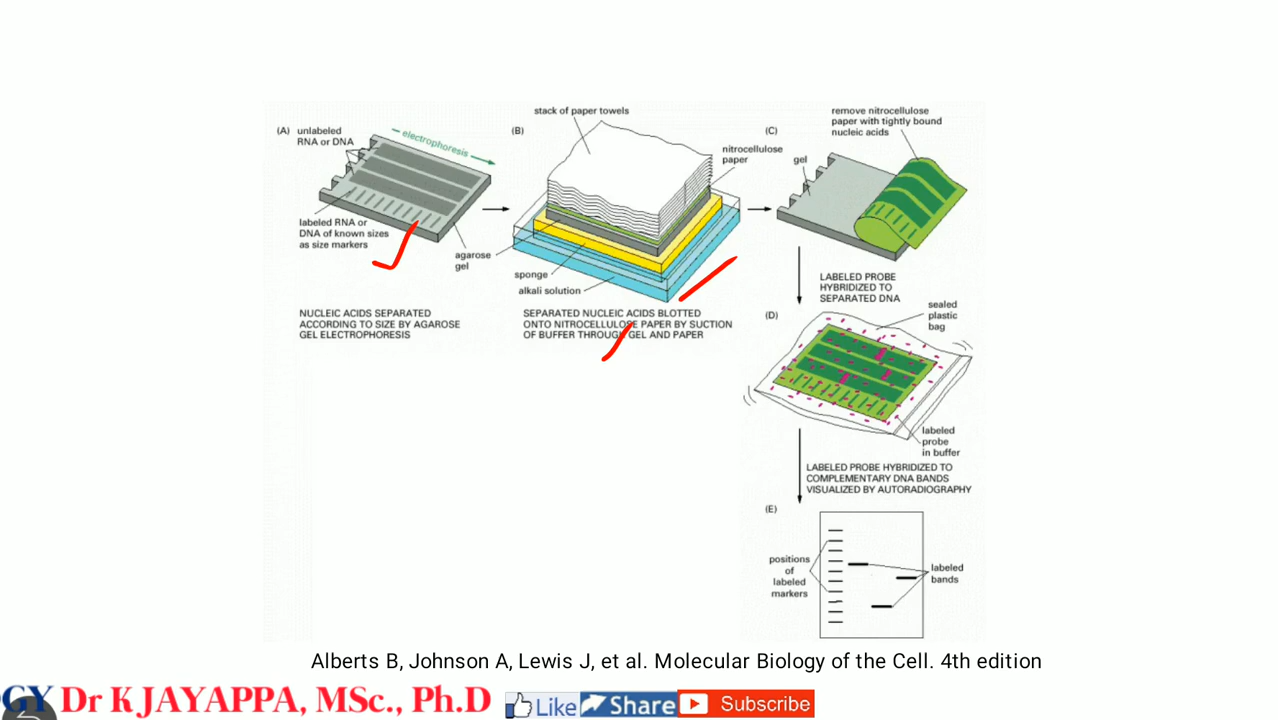 (A)
unlabeled
RNA or DNA
electrophoresis
labeled RNA or
DNA of known sizes
as size markers
agarose
gel
NUCLEIC ACIDS SEPARATED
ACCORDING TO SIZE BY AGAROSE
GEL ELECTROPHORESIS
(B)
stack of paper towels
nitrocellulose
paper
sponge
alkali solution
SEPARATED NUCLEIC ACIDS BLOTTED
ONTO NITROCELLULOSE PAPER BY SUCTION
OF BUFFER THROUGH GEL AND PAPER
(C)
remove nitrocellulose
paper with tightly bound
nucleic acids
gel
LABELED PROBE
HYBRIDIZED TO
SEPARATED DNA
(D)
sealed
plastic
bag
labeled
probe
in buffer
LABELED PROBE HYBRIDIZED TO
COMPLEMENTARY DNA BANDS
VISUALIZED BY AUTORADIOGRAPHY
(E)
positions
of
labeled
markers
labeled
bands
Alberts B, Johnson A, Lewis J, et al. Molecular Biology of the Cell. 4th edition
GY Dr K JAYAPPA, MSc., Ph.D
Like
Share
Subscribe